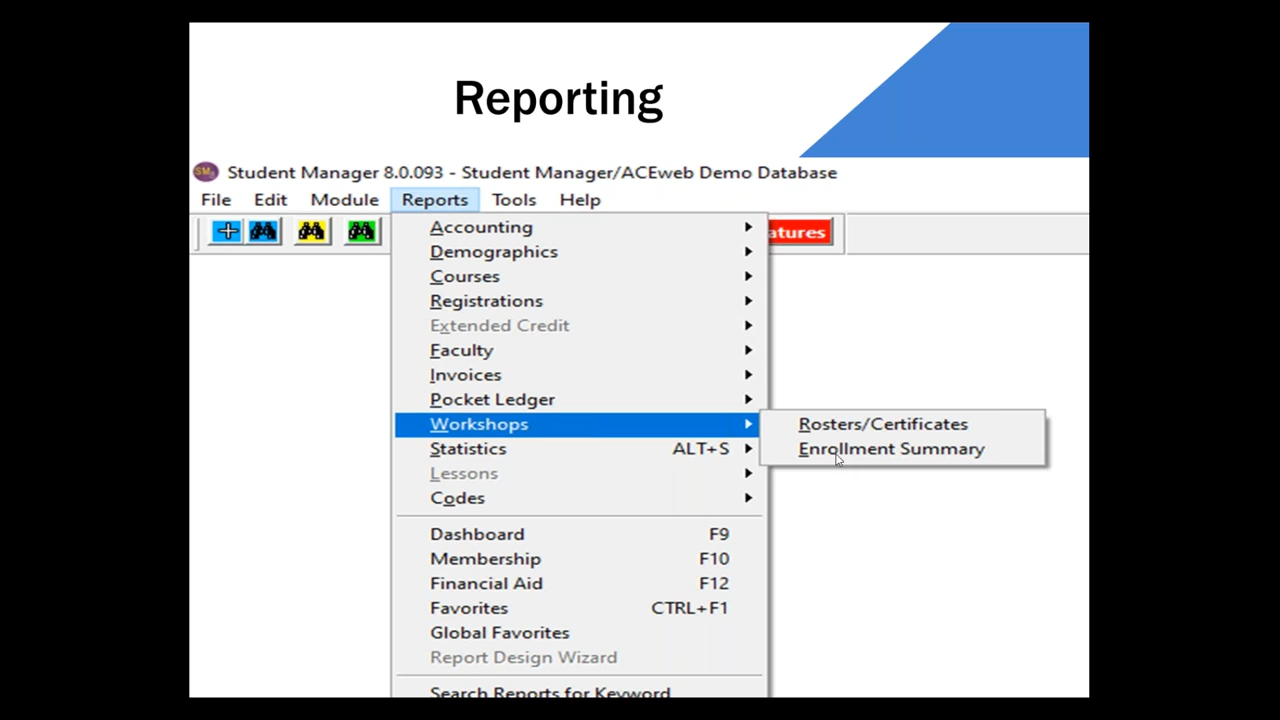 Reporting
SM8 Student Manager 8.0.093 - Student Manager/ACEweb Demo Database
File Edit Module Reports Tools Help
atures
Accounting
Demographics
Courses
Registrations
Extended Credit
Faculty
Invoices
Pocket Ledger
Workshops
Rosters/Certificates
Statistics ALT+S
Enrollment Summary
Lessons
Codes
Dashboard F9
Membership F10
Financial Aid F12
Favorites CTRL+F1
Global Favorites
Report Design Wizard
Search Reports for Keyword